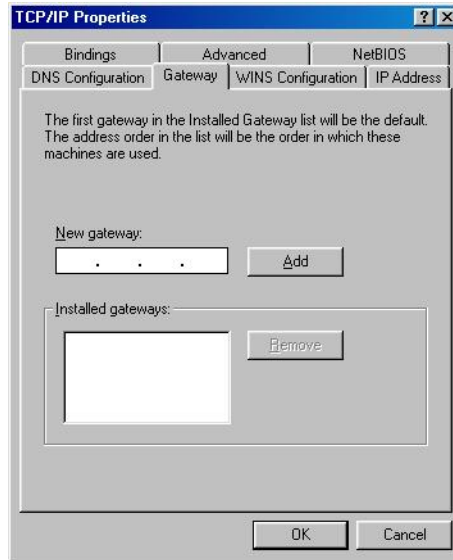 TCP/IP Properties
Bindings Advanced NetBIOS
DNS Configuration Gateway WINS Configuration IP Address
The first gateway in the Installed Gateway list will be the default.
The address order in the list will be the order in which these
machines are used.
New gateway:
. . .
Add
Installed gateways:
Remove
OK Cancel